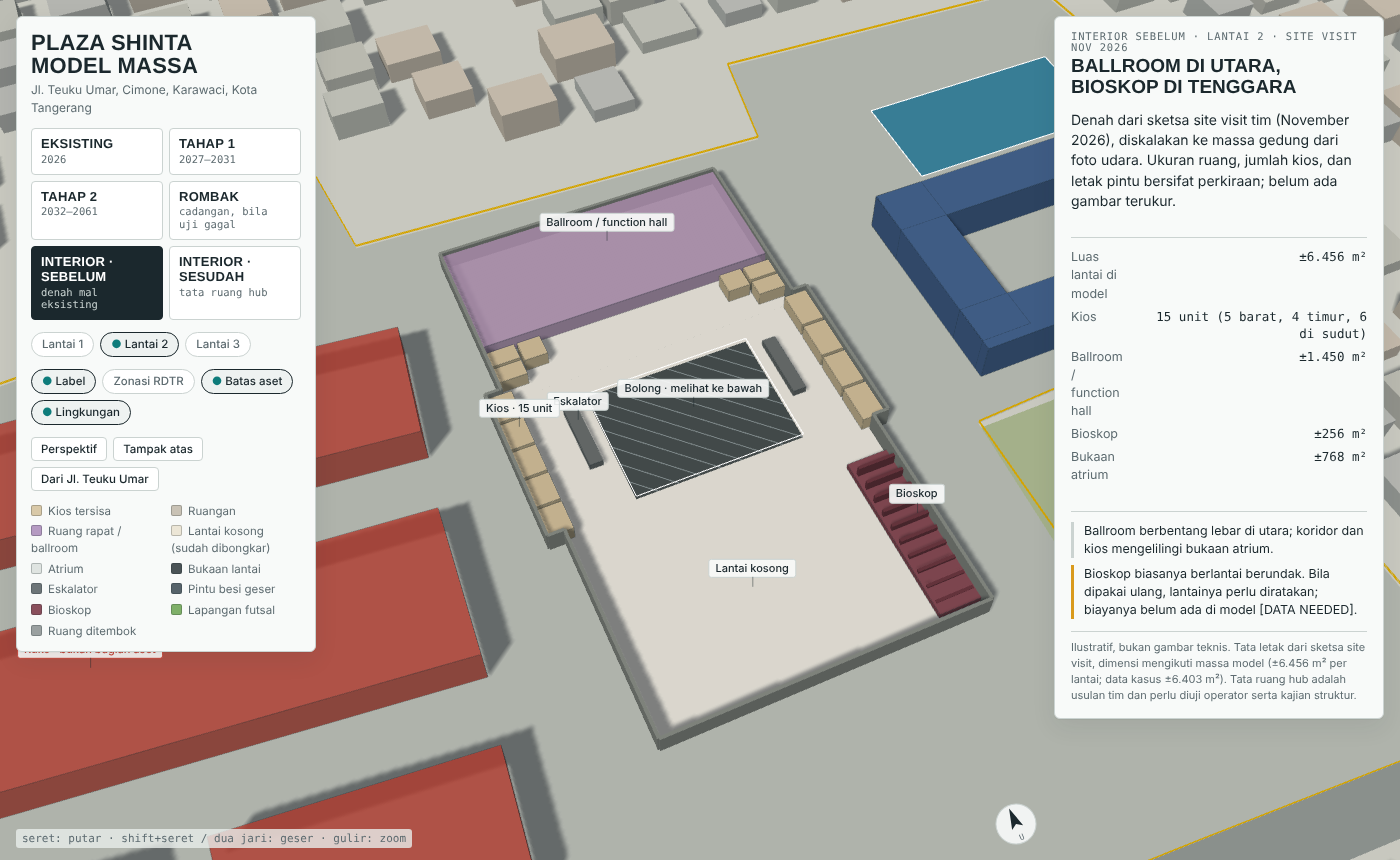 PLAZA SHINTA
MODEL MASSA
Jl. Teuku Umar, Cimone, Karawaci, Kota
Tangerang
EKSISTING
2026
TAHAP 1
2027–2031
TAHAP 2
2032–2061
ROMBAK
cadangan, bila
uji gagal
INTERIOR ·
SEBELUM
denah mal
eksisting
INTERIOR ·
SESUDAH
tata ruang hub
Lantai 1
Lantai 2
Lantai 3
Label
Zonasi RDTR
Batas aset
Lingkungan
Perspektif
Tampak atas
Dari Jl. Teuku Umar
Kios tersisa
Ruangan
Ruang rapat /
ballroom
Lantai kosong
(sudah dibongkar)
Atrium
Bukaan lantai
Eskalator
Pintu besi geser
Bioskop
Lapangan futsal
Ruang ditembok
Ballroom / function hall
Bolong · melihat ke bawah
Eskalator
Kios · 15 unit
Bioskop
Lantai kosong
INTERIOR SEBELUM · LANTAI 2 · SITE VISIT
NOV 2026
BALLROOM DI UTARA,
BIOSKOP DI TENGGARA
Denah dari sketsa site visit tim (November
2026), diskalakan ke massa gedung dari
foto udara. Ukuran ruang, jumlah kios, dan
letak pintu bersifat perkiraan; belum ada
gambar terukur.
Luas
lantai di
model
±6.456 m²
Kios
15 unit (5 barat, 4 timur, 6
di sudut)
Ballroom
/
function
hall
±1.450 m²
Bioskop
±256 m²
Bukaan
atrium
±768 m²
Ballroom berbentang lebar di utara; koridor dan
kios mengelilingi bukaan atrium.
Bioskop biasanya berlantai berundak. Bila
dipakai ulang, lantainya perlu diratakan;
biayanya belum ada di model [DATA NEEDED].
Ilustratif, bukan gambar teknis. Tata letak dari sketsa site
visit, dimensi mengikuti massa model (±6.456 m² per
lantai; data kasus ±6.403 m²). Tata ruang hub adalah
usulan tim dan perlu diuji operator serta kajian struktur.
seret: putar · shift+seret / dua jari: geser · gulir: zoom
U